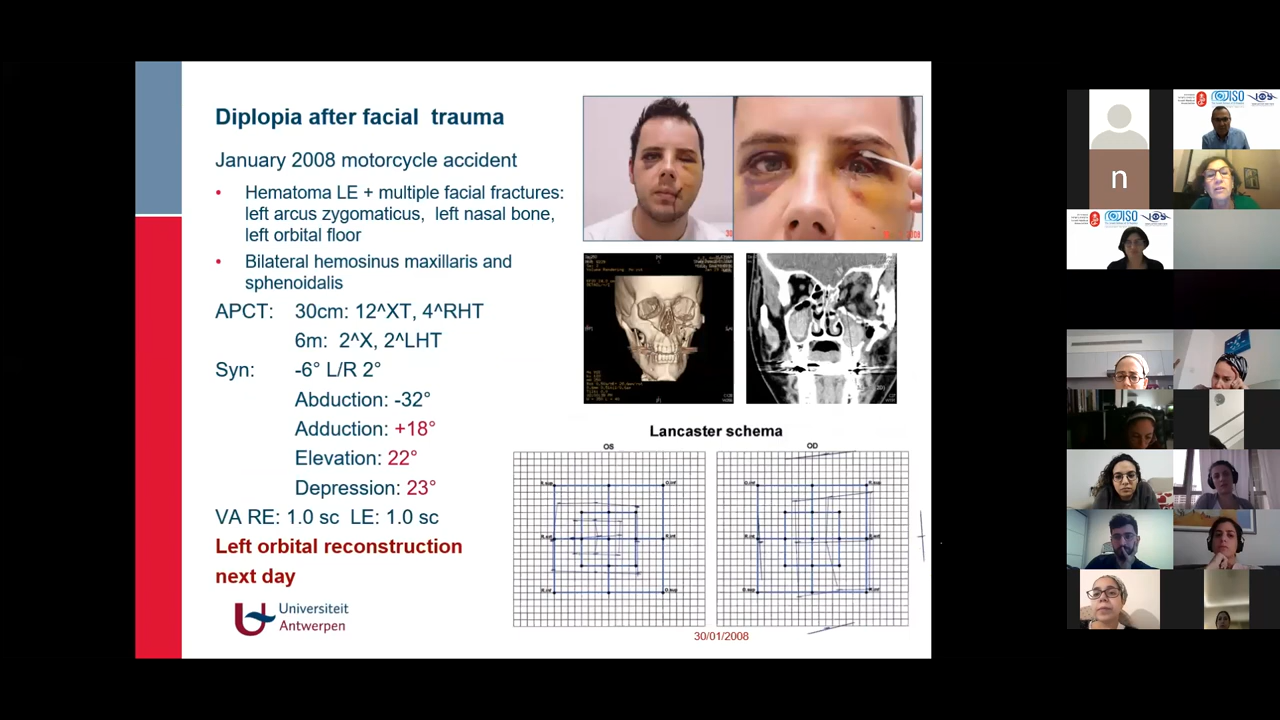 Diplopia after facial trauma
January 2008 motorcycle accident
• Hematoma LE + multiple facial fractures:
left arcus zygomaticus, left nasal bone,
left orbital floor
• Bilateral hemosinus maxillaris and
sphenoidalis
APCT: 30cm: 12^XT, 4^RHT
6m: 2^X, 2^LHT
Syn: -6° L/R 2°
Abduction: -32°
Adduction: +18°
Elevation: 22°
Depression: 23°
VA RE: 1.0 sc LE: 1.0 sc
Left orbital reconstruction
next day
Universiteit
Antwerpen
Lancaster schema
OS
OD
30/01/2008
ISO
n
ISO